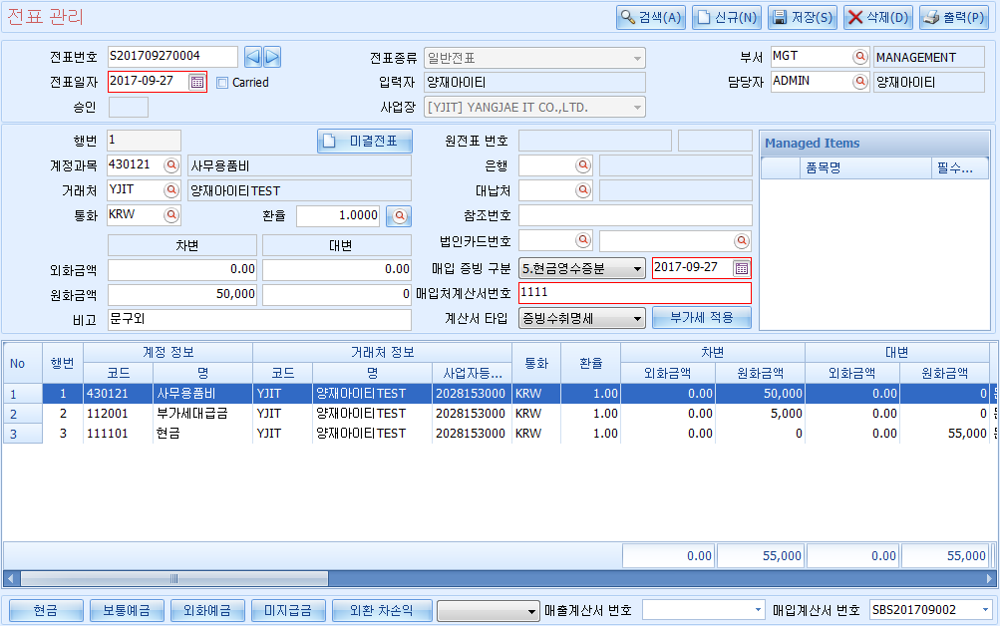 전표 관리
검색(A) 신규(N) 저장(S) 삭제(D) 출력(P)
전표번호 S201709270004 전표종류 일반전표 부서 MGT MANAGEMENT
전표일자 2017-09-27 Carried 입력자 양재아이티 담당자 ADMIN 양재아이티
승인 사업장 [YJIT] YANGJAE IT CO.,LTD.
행번 1 미결전표 원전표 번호 Managed Items
계정과목 430121 사무용품비 은행 품목명 필수...
거래처 YJIT 양재아이티TEST 대납처
통화 KRW 환율 1.0000 참조번호
차변 대변 법인카드번호
외화금액 0.00 0.00 매입 증빙 구분 5.현금영수증분 2017-09-27
원화금액 50,000 0 매입처계산서번호 1111
비고 문구외 계산서 타입 증빙수취명세 부가세 적용
No 행번 계정 정보 거래처 정보 통화 환율 차변 대변
코드 명 코드 명 사업자등... 외화금액 원화금액 외화금액 원화금액
1 1 430121 사무용품비 YJIT 양재아이티TEST 2028153000 KRW 1.00 0.00 50,000 0.00 0
2 2 112001 부가세대급금 YJIT 양재아이티TEST 2028153000 KRW 1.00 0.00 5,000 0.00 0
3 3 111101 현금 YJIT 양재아이티TEST 2028153000 KRW 1.00 0.00 0 0.00 55,000
0.00 55,000 0.00 55,000
현금 보통예금 외화예금 미지급금 외환 차손익 매출계산서 번호 매입계산서 번호 SBS201709002